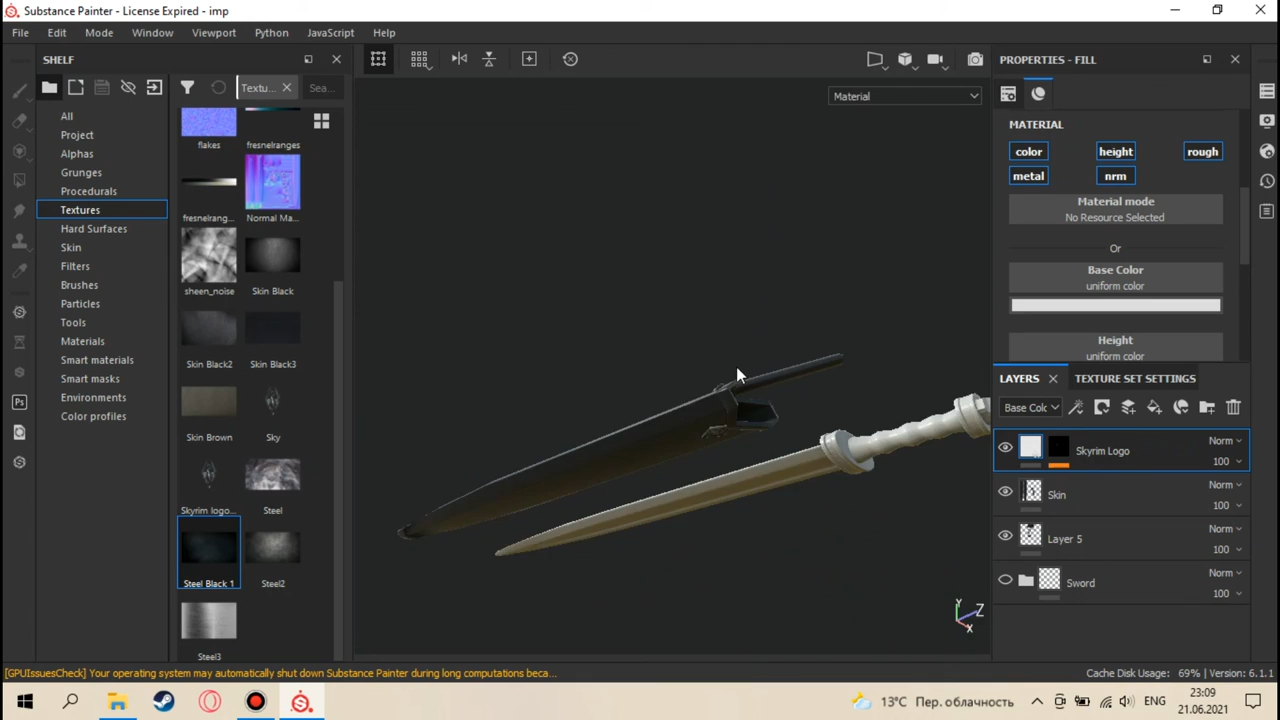 Substance Painter - License Expired - imp
File Edit Mode Window Viewport Python JavaScript Help
SHELF
PROPERTIES - FILL
Textu...
Sea...
Material
All
Project
Alphas
Grunges
Procedurals
Textures
Hard Surfaces
Skin
Filters
Brushes
Particles
Tools
Materials
Smart materials
Smart masks
Environments
Color profiles
flakes
fresnelranges
fresnelrang...
Normal Ma...
sheen_noise
Skin Black
Skin Black2
Skin Black3
Skin Brown
Sky
Skyrim logo...
Steel
Steel Black 1
Steel2
Steel3
MATERIAL
color height rough
metal nrm
Material mode
No Resource Selected
Or
Base Color
uniform color
Height
uniform color
LAYERS
TEXTURE SET SETTINGS
Base Colc
Skyrim Logo
Norm
100
Skin
Norm
100
Layer 5
Norm
100
Sword
Norm
100
Y
Z
X
Ps
[GPUIssuesCheck] Your operating system may automatically shut down Substance Painter during long computations beca...
Cache Disk Usage: 69% | Version: 6.1.1
13°C Пер. облачность
ENG
23:09
21.06.2021